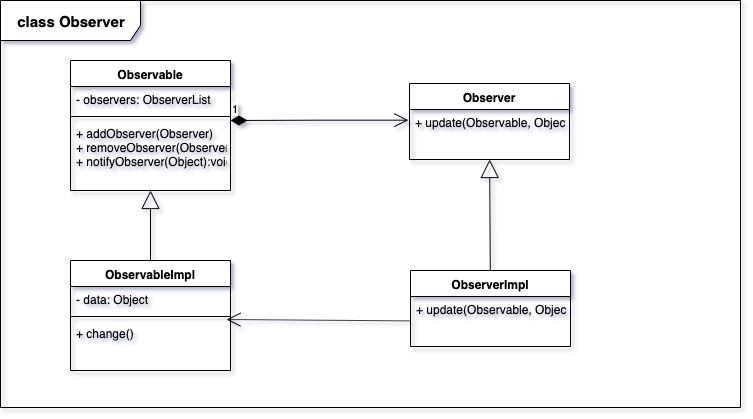 class Observer
Observable
- observers: ObserverList
+ addObserver(Observer)
+ removeObserver(Observer
+ notifyObserver(Object):voi
1
Observer
+ update(Observable, Objec
ObservableImpl
- data: Object
+ change()
ObserverImpl
+ update(Observable, Objec